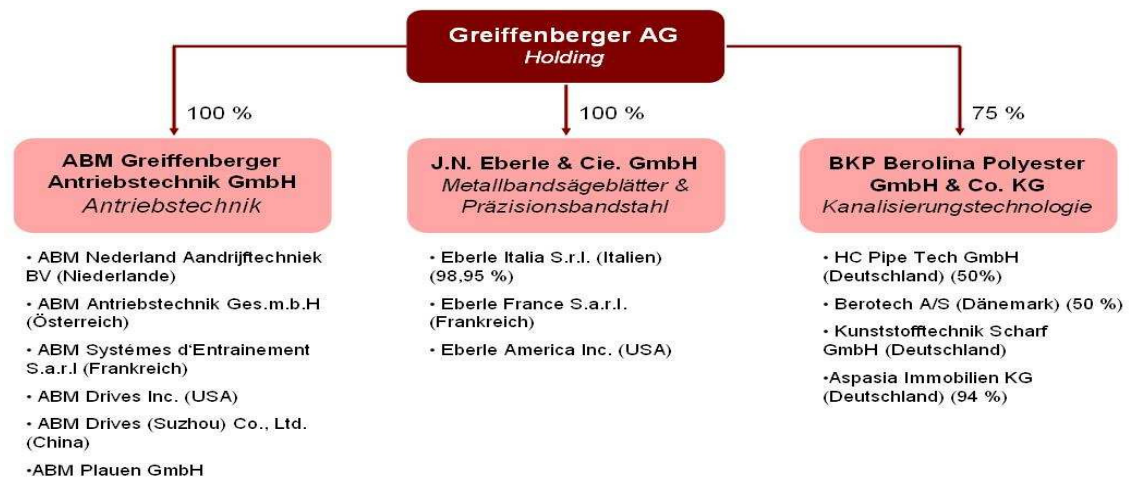 Greiffenberger AG
Holding
100 %
100 %
75 %
ABM Greiffenberger
Antriebstechnik GmbH
Antriebstechnik
J.N. Eberle & Cie. GmbH
Metallbandsägeblätter &
Präzisionsbandstahl
BKP Berolina Polyester
GmbH & Co. KG
Kanalisierungstechnologie
• ABM Nederland Aandrijftechniek
BV (Niederlande)
• ABM Antriebstechnik Ges.m.b.H
(Österreich)
• ABM Systémes d'Entrainement
S.a.r.l (Frankreich)
• ABM Drives Inc. (USA)
• ABM Drives (Suzhou) Co., Ltd.
(China)
•ABM Plauen GmbH
• Eberle Italia S.r.l. (Italien)
(98,95 %)
• Eberle France S.a.r.l.
(Frankreich)
• Eberle America Inc. (USA)
• HC Pipe Tech GmbH
(Deutschland) (50%)
• Berotech A/S (Dänemark) (50 %)
• Kunststofftechnik Scharf
GmbH (Deutschland)
•Aspasia Immobilien KG
(Deutschland) (94 %)